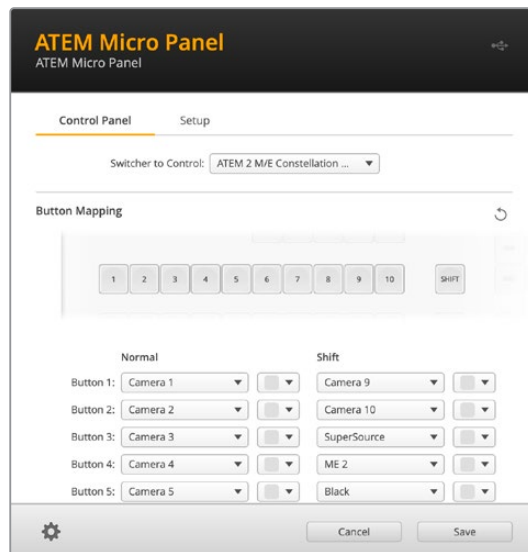 ATEM Micro Panel
ATEM Micro Panel
Control Panel Setup
Switcher to Control: ATEM 2 M/E Constellation ...
Button Mapping
1 2 3 4 5 6 7 8 9 10 SHIFT
Normal Shift
Button 1: Camera 1 Camera 9
Button 2: Camera 2 Camera 10
Button 3: Camera 3 SuperSource
Button 4: Camera 4 ME 2
Button 5: Camera 5 Black
Cancel Save